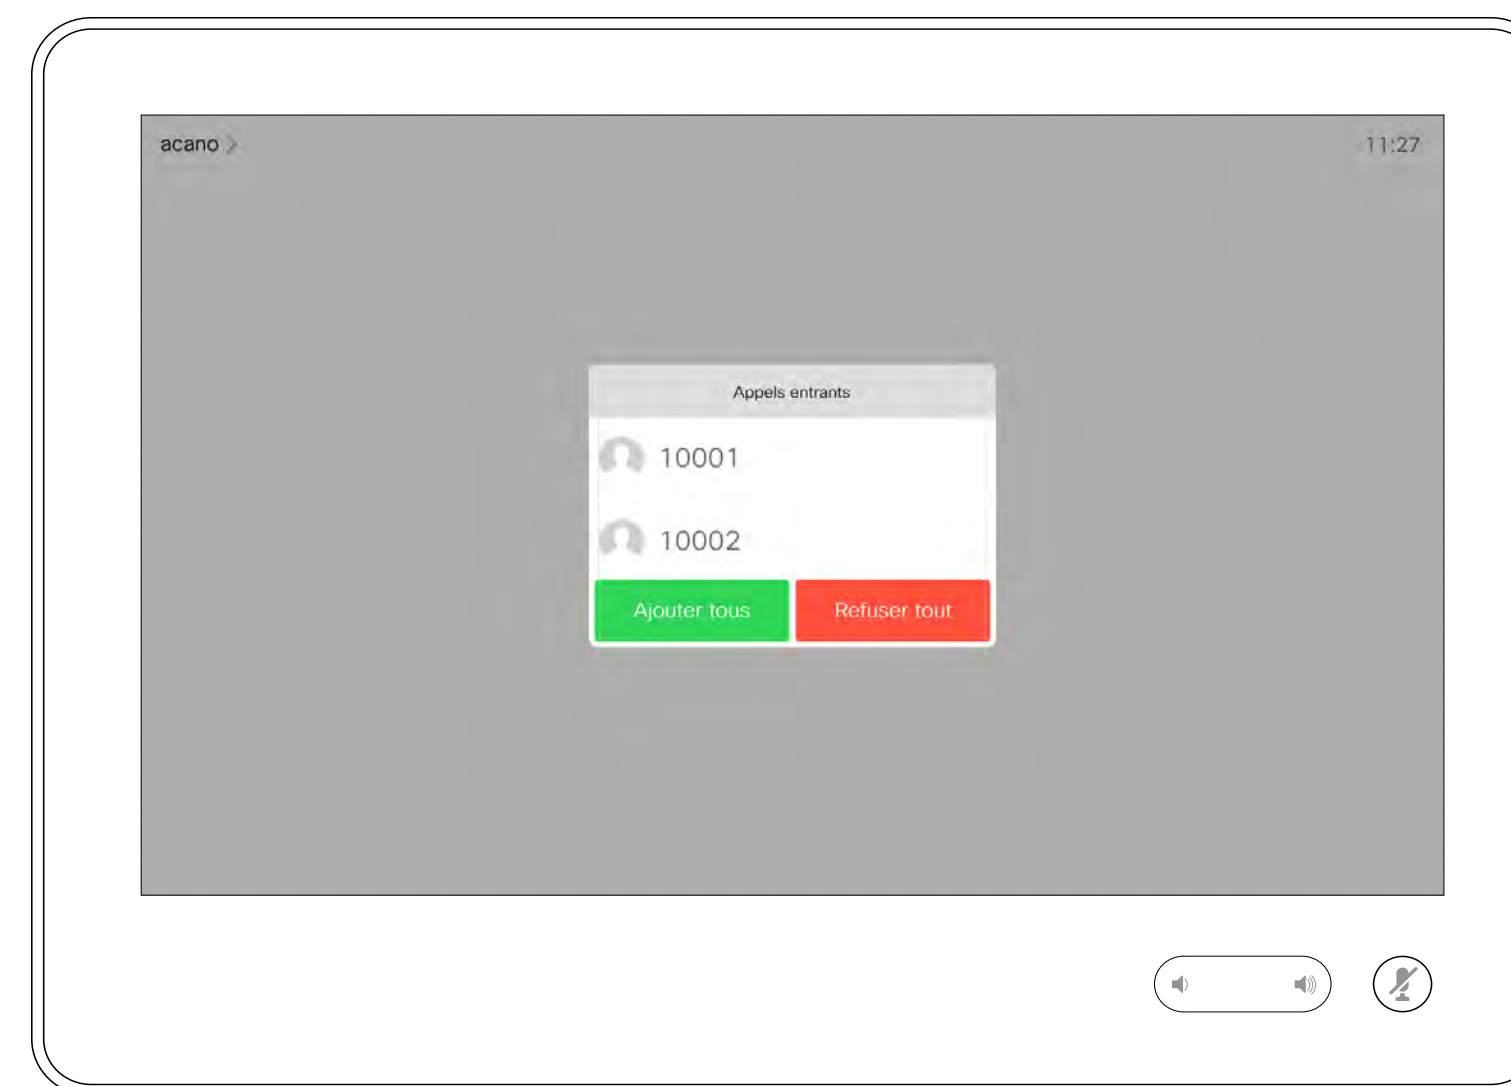 acano >
11:27
Appels entrants
10001
10002
Ajouter tous
Refuser tout